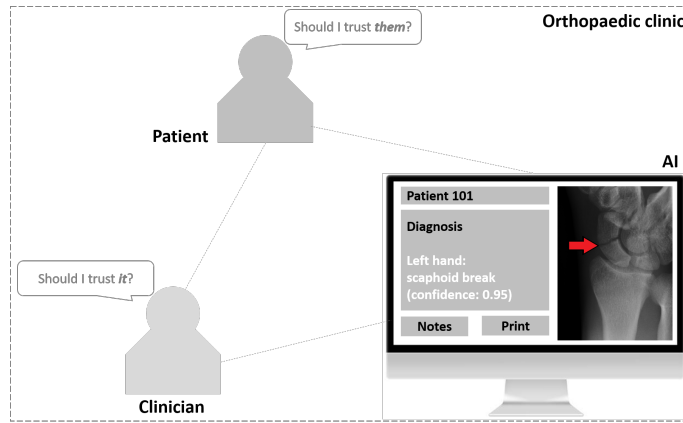 Orthopaedic clinic
Should I trust them?
Patient
AI
Patient 101
Diagnosis
Left hand:
scaphoid break
(confidence: 0.95)
Notes
Print
Should I trust it?
Clinician